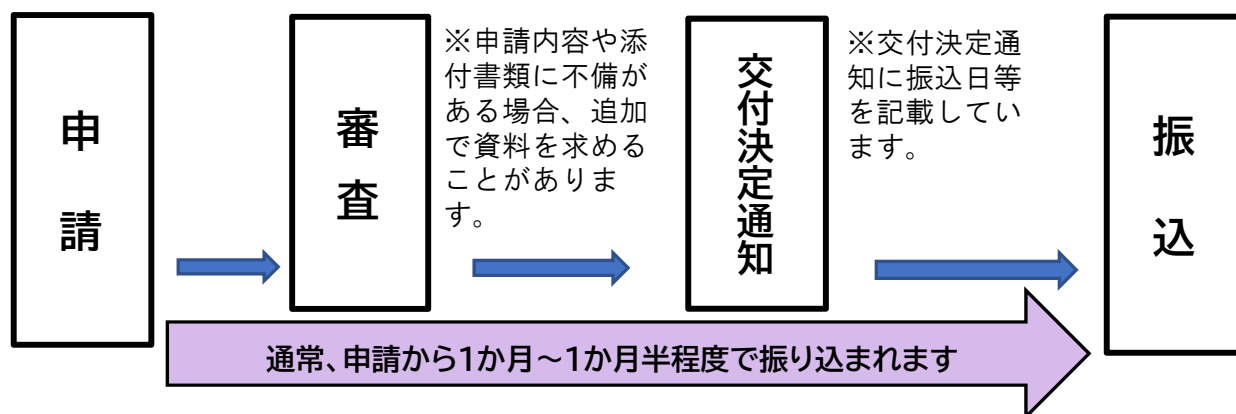 申請
審査
※申請内容や添
付書類に不備が
ある場合、追加
で資料を求める
ことがありま
す。
交付決定通知
※交付決定通
知に振込日等
を記載してい
ます。
振込
通常、申請から1か月～1か月半程度で振り込まれます